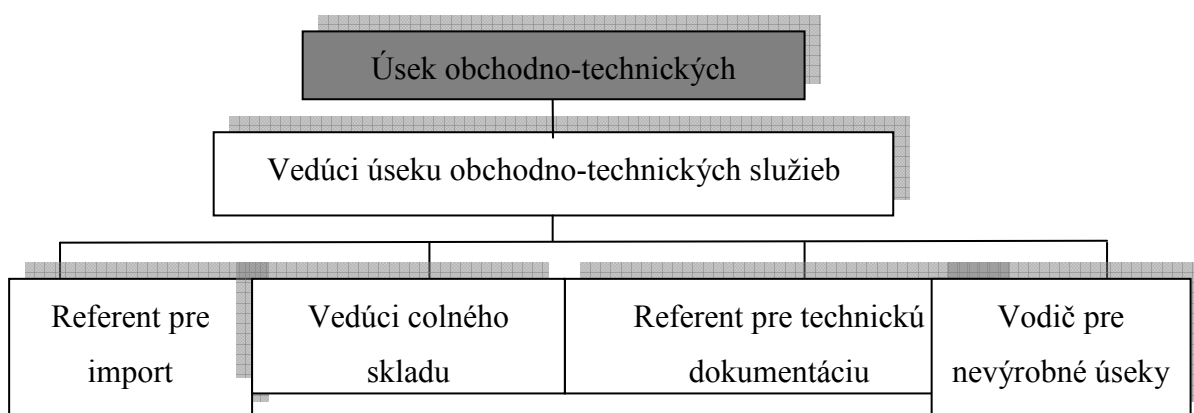 Úsek obchodno-technických
Vedúci úseku obchodno-technických služieb
Referent pre
import
Vedúci colného
skladu
Referent pre technickú
dokumentáciu
Vodič pre
nevýrobné úseky